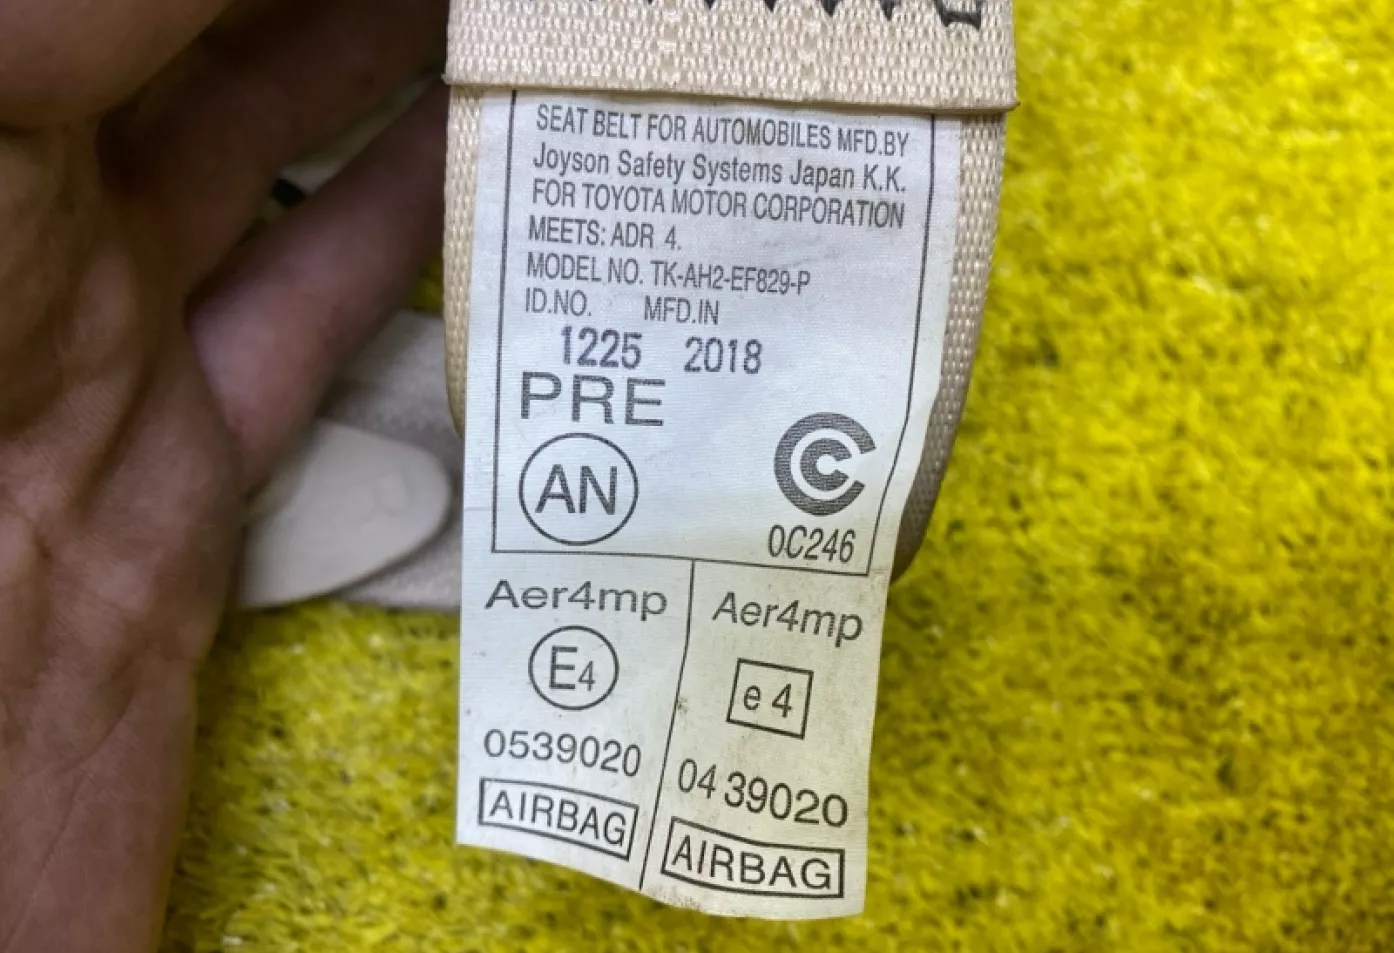 SEAT BELT FOR AUTOMOBILES MFD.BY
Joyson Safety Systems Japan K.K.
FOR TOYOTA MOTOR CORPORATION
MEETS: ADR 4.
MODEL NO. TK-AH2-EF829-P
ID.NO. MFD.IN
1225 2018
PRE
AN
C
0C246
Aer4mp
E4
0539020
AIRBAG
Aer4mp
e 4
04 39020
AIRBAG